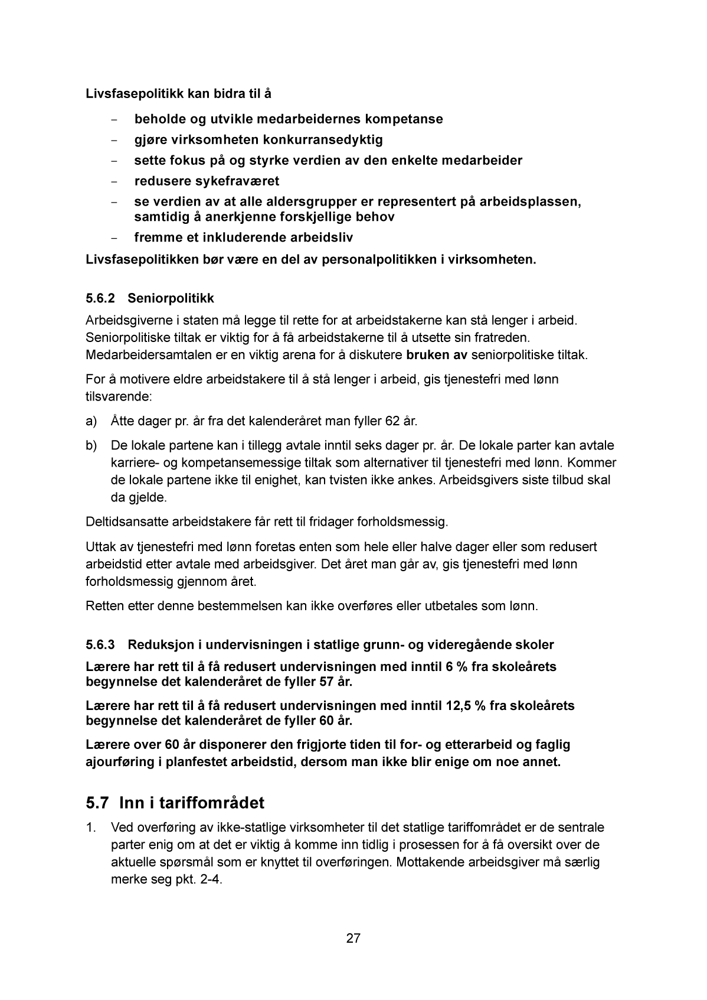 Livsfasepolitikk kan bidra til å
– beholde og utvikle medarbeidernes kompetanse
– gjøre virksomheten konkurransedyktig
– sette fokus på og styrke verdien av den enkelte medarbeider
– redusere sykefraværet
– se verdien av at alle aldersgrupper er representert på arbeidsplassen,
samtidig å anerkjenne forskjellige behov
– fremme et inkluderende arbeidsliv
Livsfasepolitikken bør være en del av personalpolitikken i virksomheten.
5.6.2 Seniorpolitikk
Arbeidsgiverne i staten må legge til rette for at arbeidstakerne kan stå lenger i arbeid.
Seniorpolitiske tiltak er viktig for å få arbeidstakerne til å utsette sin fratreden.
Medarbeidersamtalen er en viktig arena for å diskutere bruken av seniorpolitiske tiltak.
For å motivere eldre arbeidstakere til å stå lenger i arbeid, gis tjenestefri med lønn
tilsvarende:
a) Åtte dager pr. år fra det kalenderåret man fyller 62 år.
b) De lokale partene kan i tillegg avtale inntil seks dager pr. år. De lokale parter kan avtale
karriere- og kompetansemessige tiltak som alternativer til tjenestefri med lønn. Kommer
de lokale partene ikke til enighet, kan tvisten ikke ankes. Arbeidsgivers siste tilbud skal
da gjelde.
Deltidsansatte arbeidstakere får rett til fridager forholdsmessig.
Uttak av tjenestefri med lønn foretas enten som hele eller halve dager eller som redusert
arbeidstid etter avtale med arbeidsgiver. Det året man går av, gis tjenestefri med lønn
forholdsmessig gjennom året.
Retten etter denne bestemmelsen kan ikke overføres eller utbetales som lønn.
5.6.3 Reduksjon i undervisningen i statlige grunn- og videregående skoler
Lærere har rett til å få redusert undervisningen med inntil 6 % fra skoleårets
begynnelse det kalenderåret de fyller 57 år.
Lærere har rett til å få redusert undervisningen med inntil 12,5 % fra skoleårets
begynnelse det kalenderåret de fyller 60 år.
Lærere over 60 år disponerer den frigjorte tiden til for- og etterarbeid og faglig
ajourføring i planfestet arbeidstid, dersom man ikke blir enige om noe annet.
5.7 Inn i tariffområdet
1. Ved overføring av ikke-statlige virksomheter til det statlige tariffområdet er de sentrale
parter enig om at det er viktig å komme inn tidlig i prosessen for å få oversikt over de
aktuelle spørsmål som er knyttet til overføringen. Mottakende arbeidsgiver må særlig
merke seg pkt. 2-4.
27